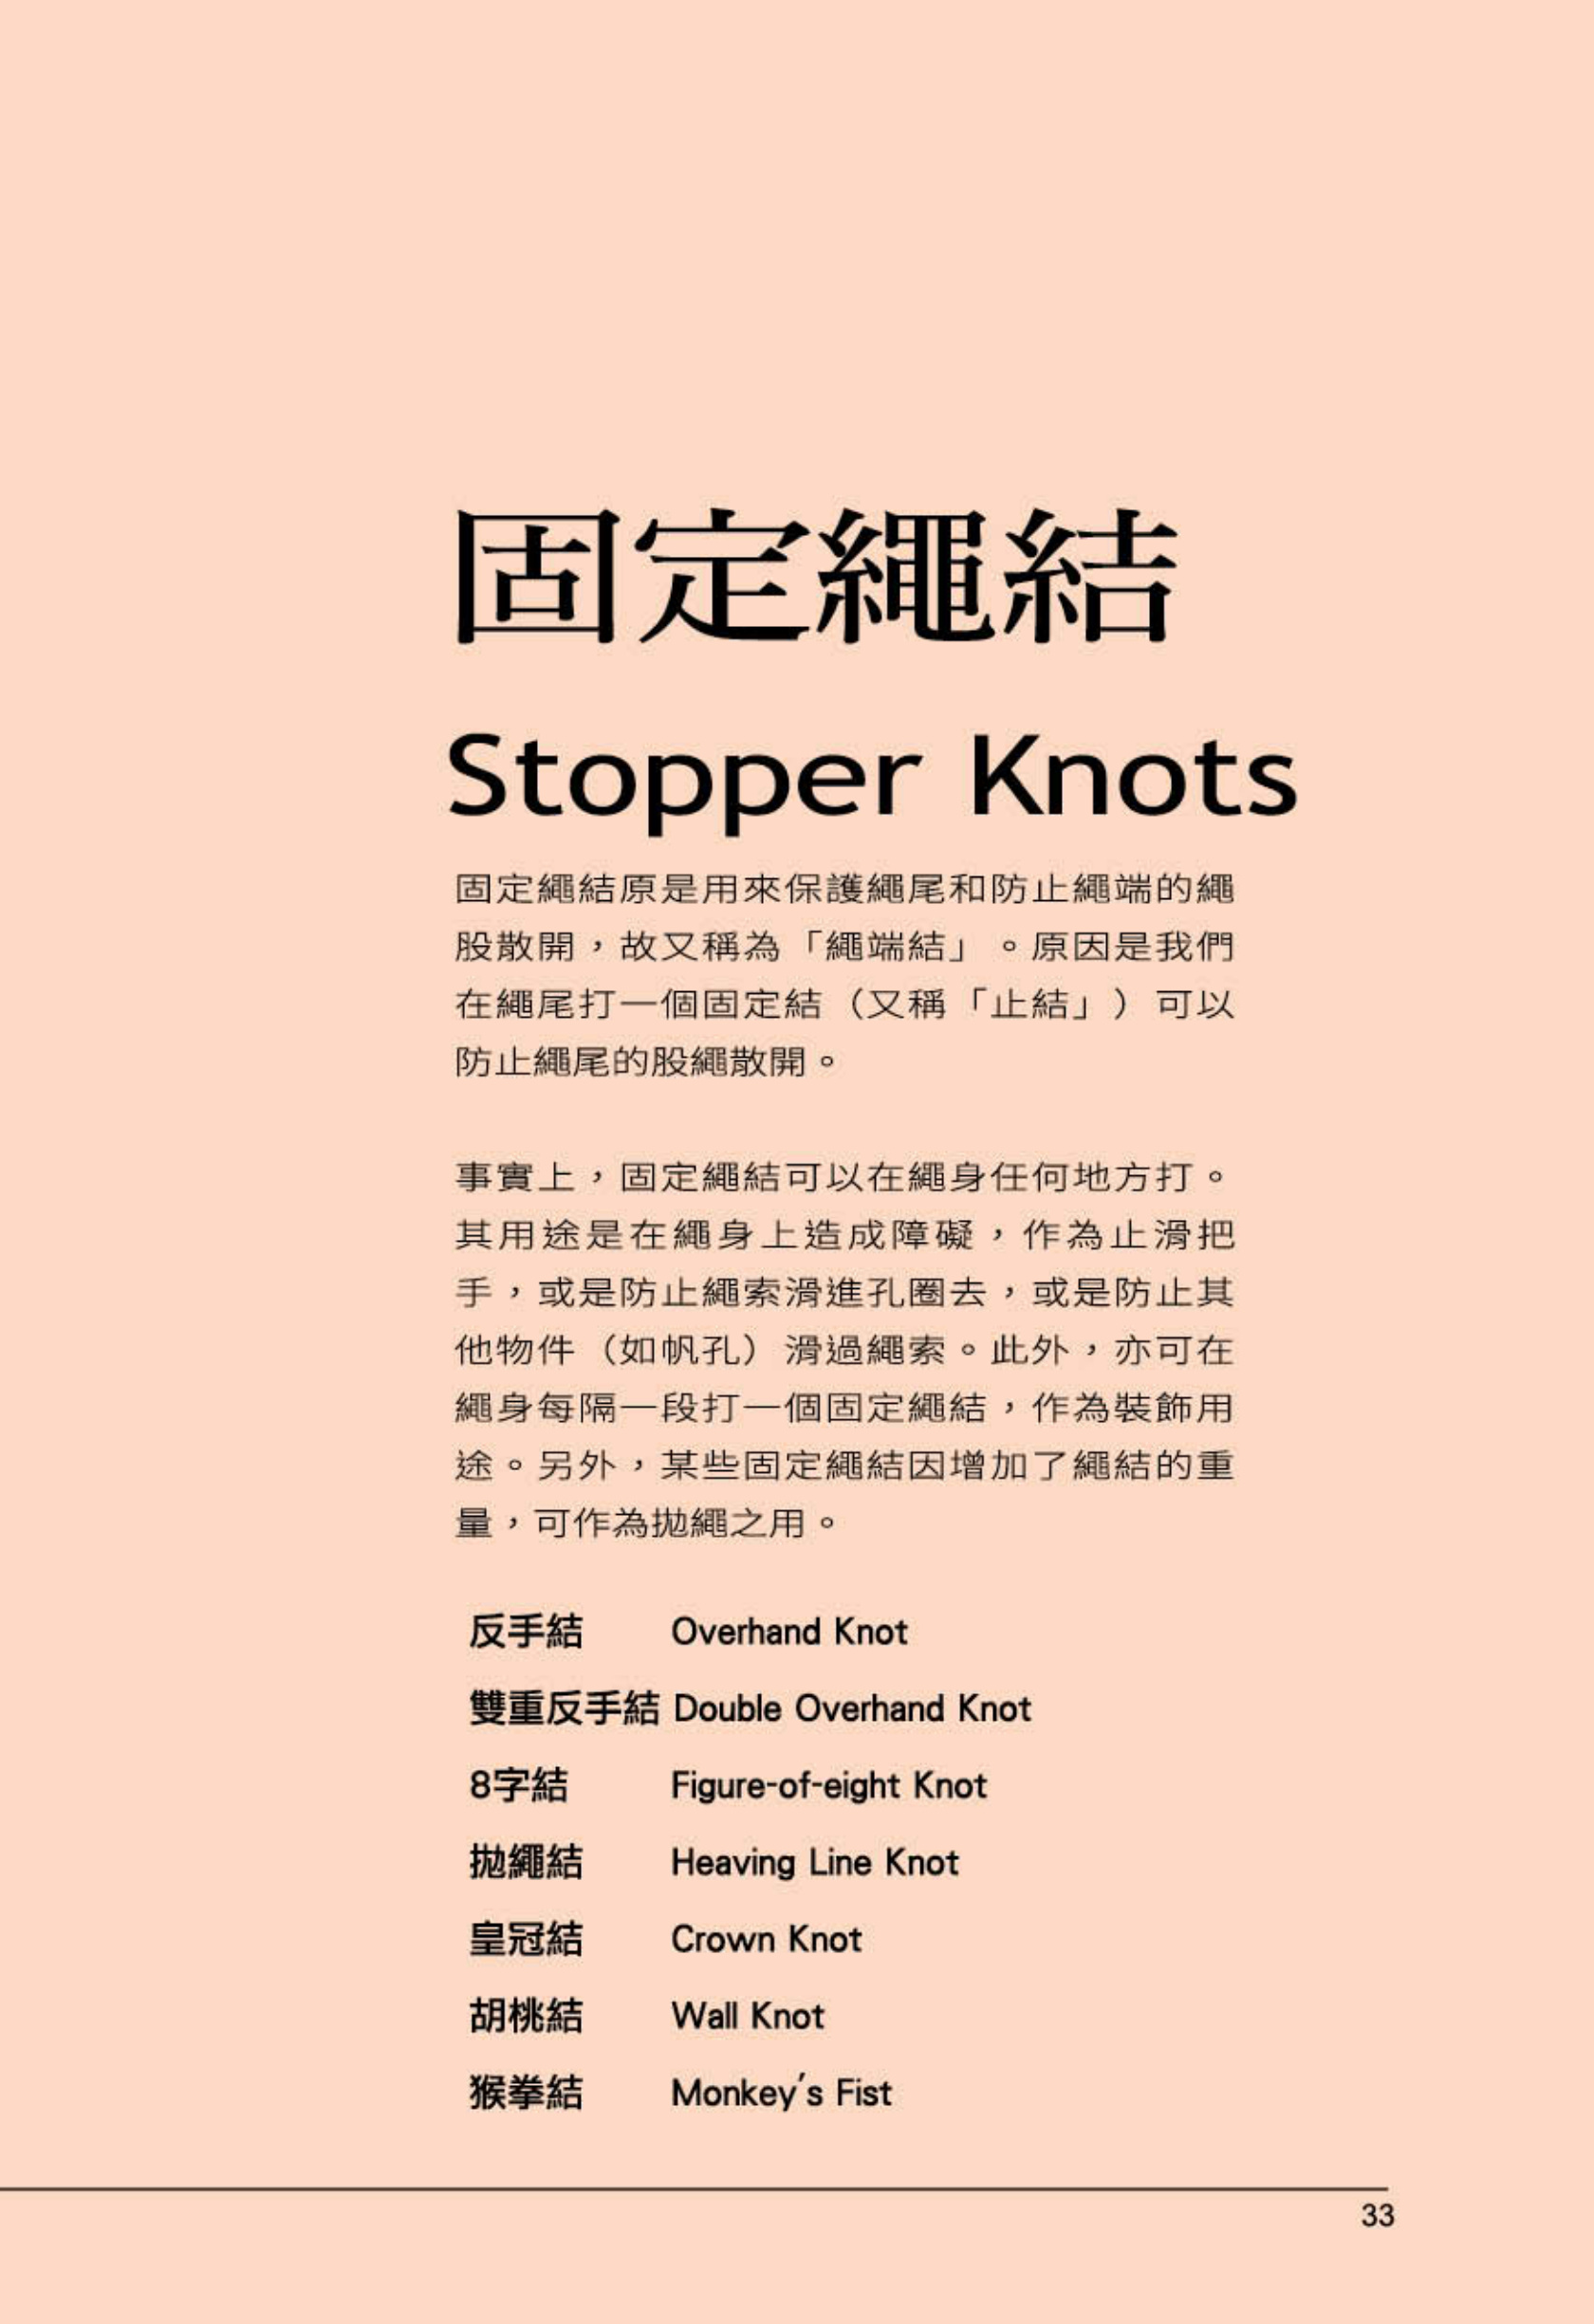 固定繩結
Stopper Knots
固定繩結原是用來保護繩尾和防止繩端的繩
股散開，故又稱為「繩端結」。原因是我們
在繩尾打一個固定結（又稱「止結」）可以
防止繩尾的股繩散開。
事實上，固定繩結可以在繩身任何地方打。
其用途是在繩身上造成障礙，作為止滑把
手，或是防止繩索滑進孔圈去，或是防止其
他物件（如帆孔）滑過繩索。此外，亦可在
繩身每隔一段打一個固定繩結，作為裝飾用
途。另外，某些固定繩結因增加了繩結的重
量，可作為拋繩之用。
反手結 Overhand Knot
雙重反手結 Double Overhand Knot
8字結 Figure-of-eight Knot
拋繩結 Heaving Line Knot
皇冠結 Crown Knot
胡桃結 Wall Knot
猴拳結 Monkey's Fist
33